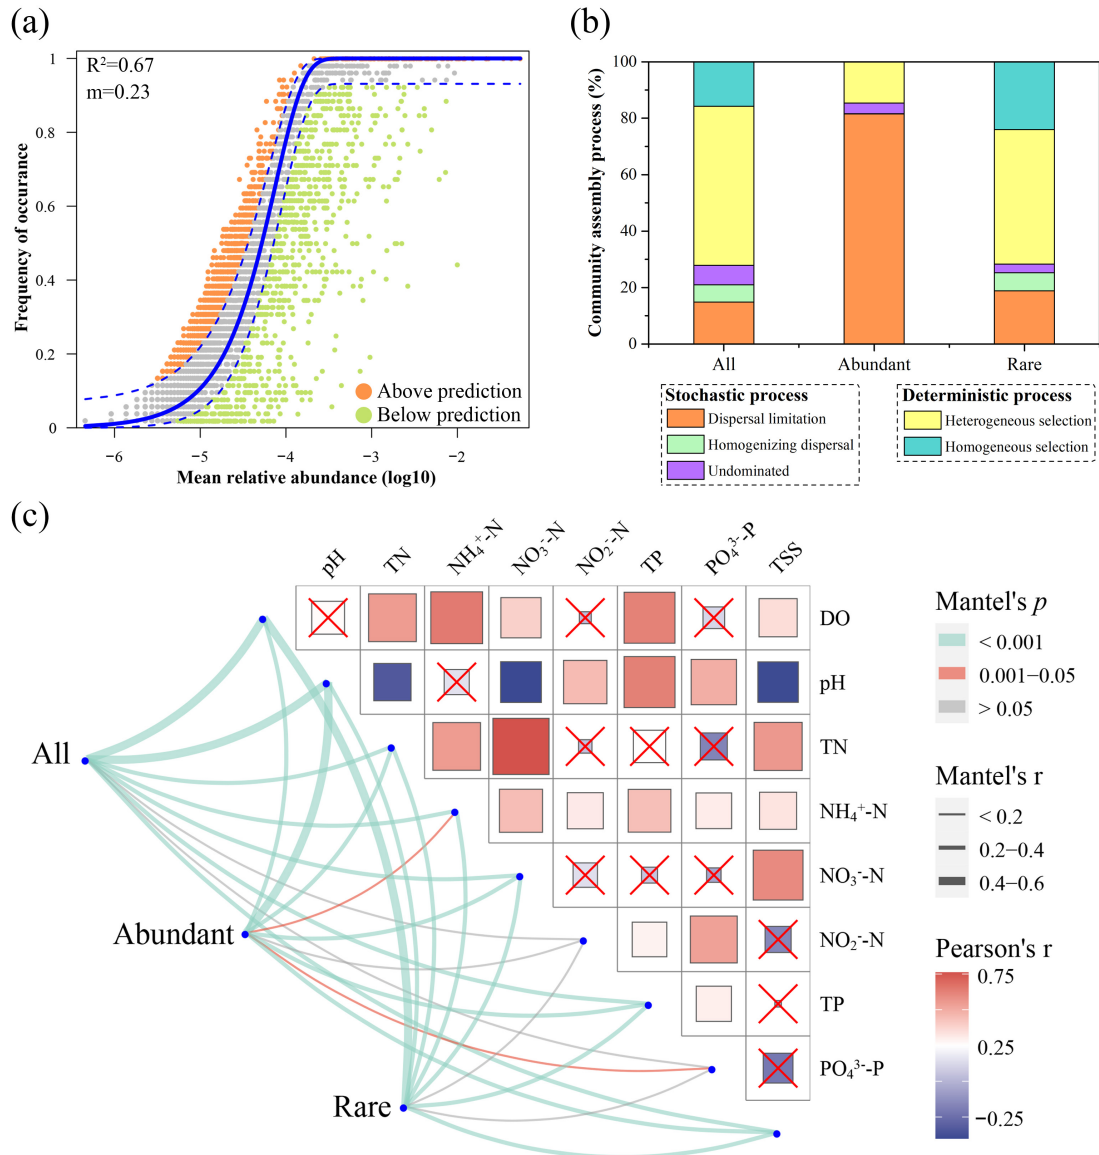 (a)
R²=0.67
m=0.23
1
0.8
0.6
0.4
0.2
0
Frequency of occurance
Above prediction
Below prediction
−6
−5
−4
−3
−2
Mean relative abundance (log10)
(b)
100
80
60
40
20
0
Community assembly process (%)
All
Abundant
Rare
Stochastic process
Dispersal limitation
Homogenizing dispersal
Undominated
Deterministic process
Heterogeneous selection
Homogeneous selection
(c)
pH
TN
NH₄⁺-N
NO₃⁻-N
NO₂⁻-N
TP
PO₄³-P
TSS
DO
pH
TN
NH₄⁺-N
NO₃⁻-N
NO₂⁻-N
TP
PO₄³⁻-P
All
Abundant
Rare
Mantel's p
< 0.001
0.001−0.05
> 0.05
Mantel's r
< 0.2
0.2−0.4
0.4−0.6
Pearson's r
0.75
0.25
−0.25